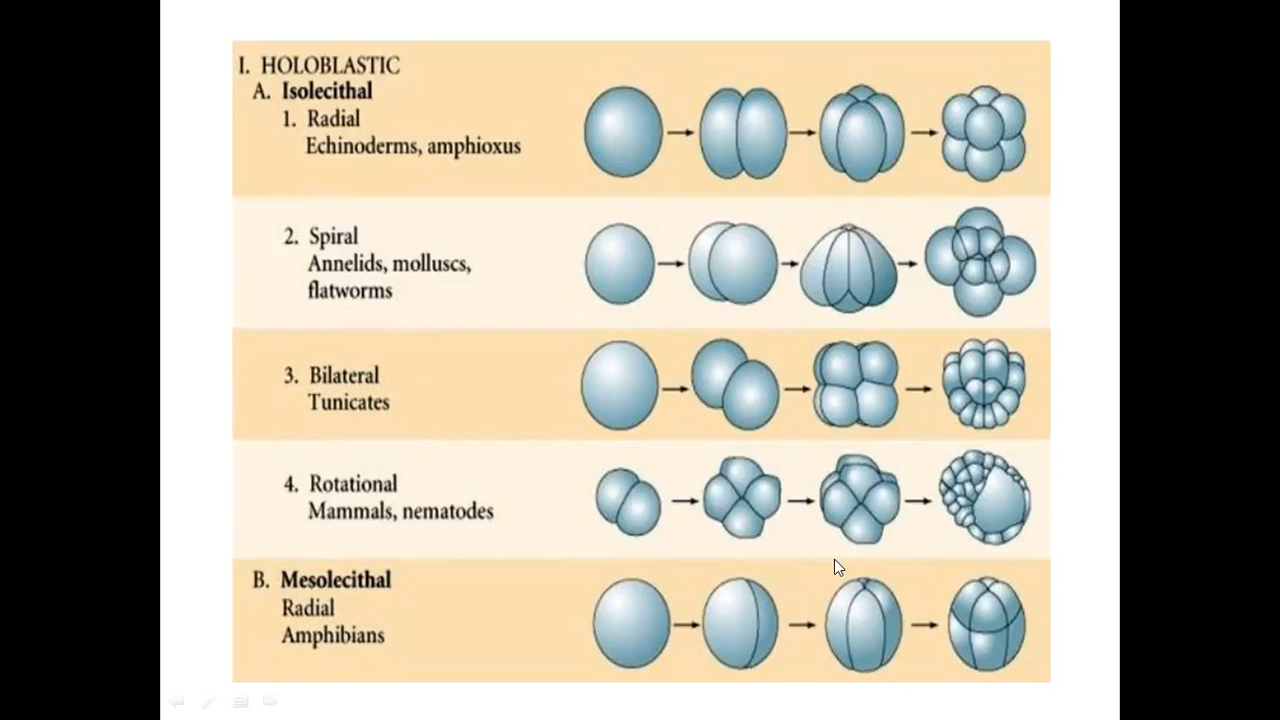 I. HOLOBLASTIC
A. Isolecithal
1. Radial
Echinoderms, amphioxus
2. Spiral
Annelids, molluscs,
flatworms
3. Bilateral
Tunicates
4. Rotational
Mammals, nematodes
B. Mesolecithal
Radial
Amphibians